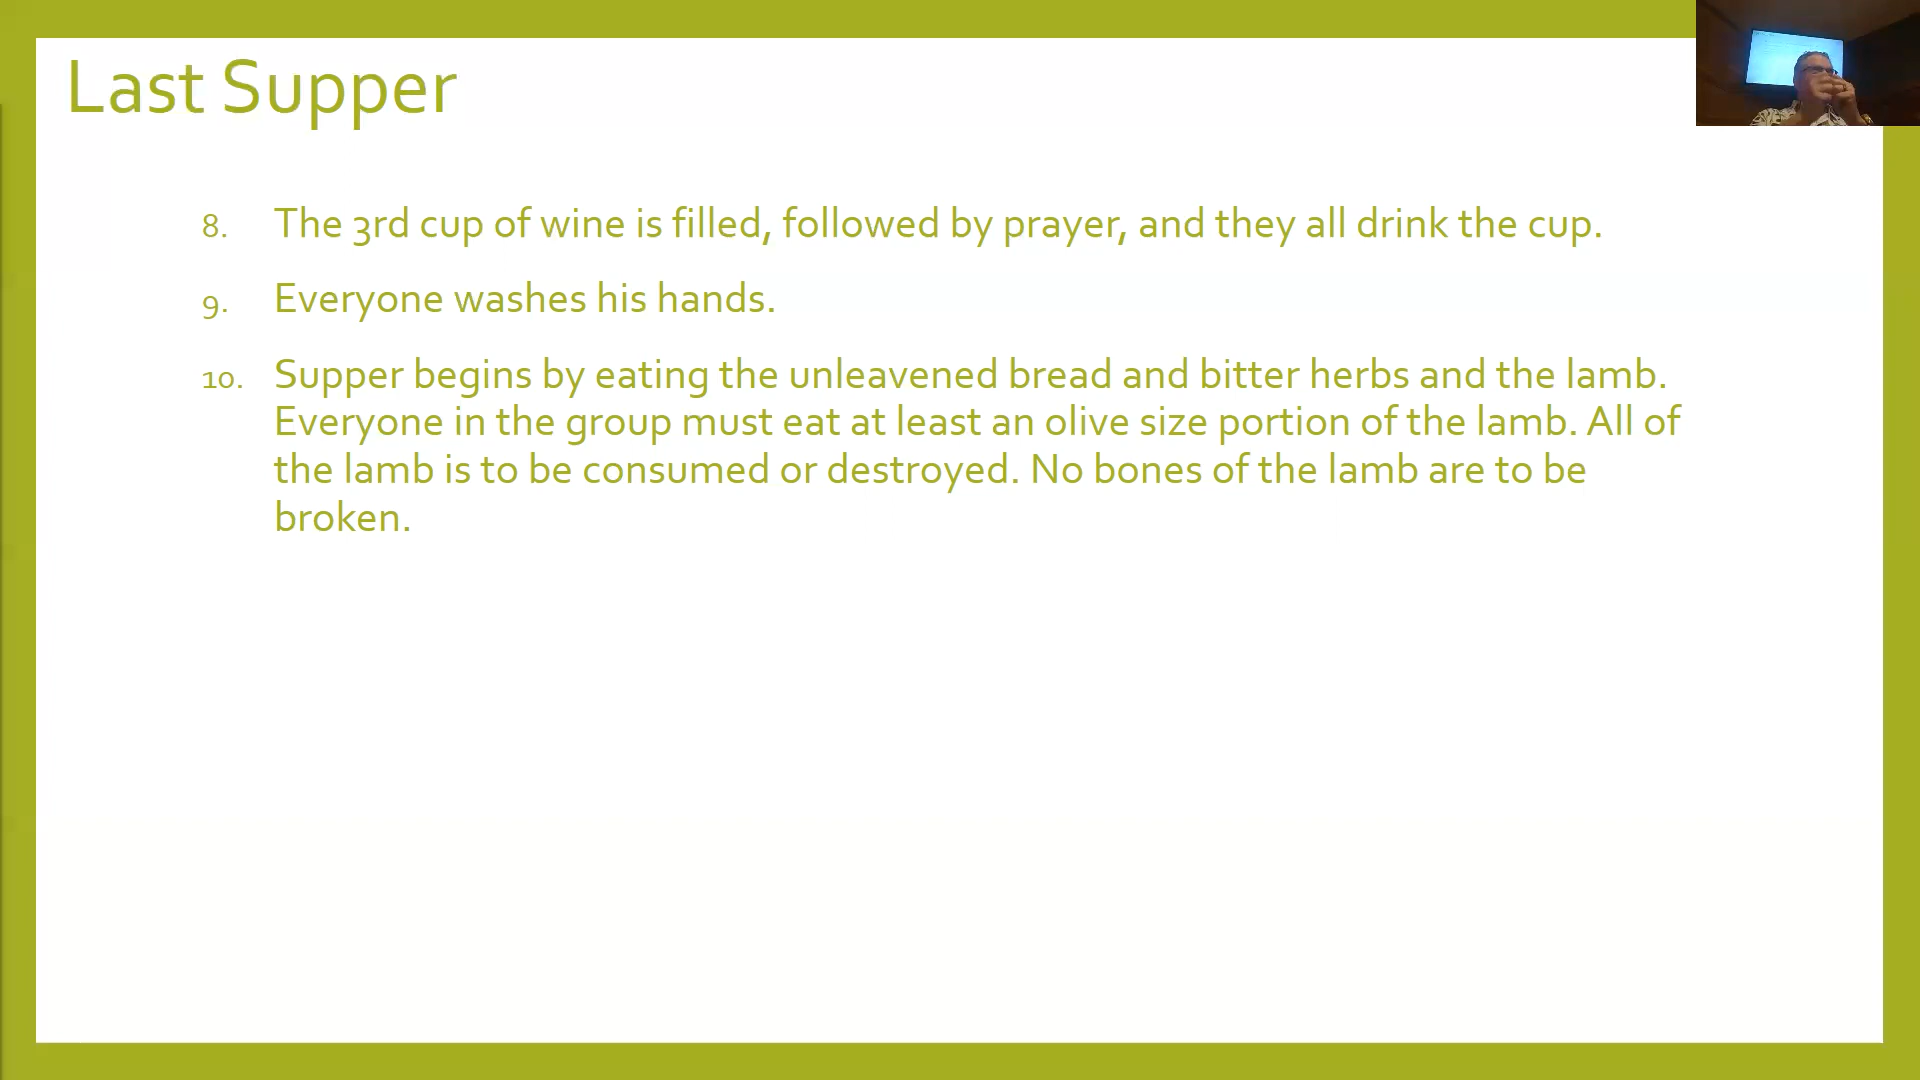 Last Supper
8. The 3rd cup of wine is filled, followed by prayer, and they all drink the cup.
9. Everyone washes his hands.
10. Supper begins by eating the unleavened bread and bitter herbs and the lamb.
Everyone in the group must eat at least an olive size portion of the lamb. All of
the lamb is to be consumed or destroyed. No bones of the lamb are to be
broken.